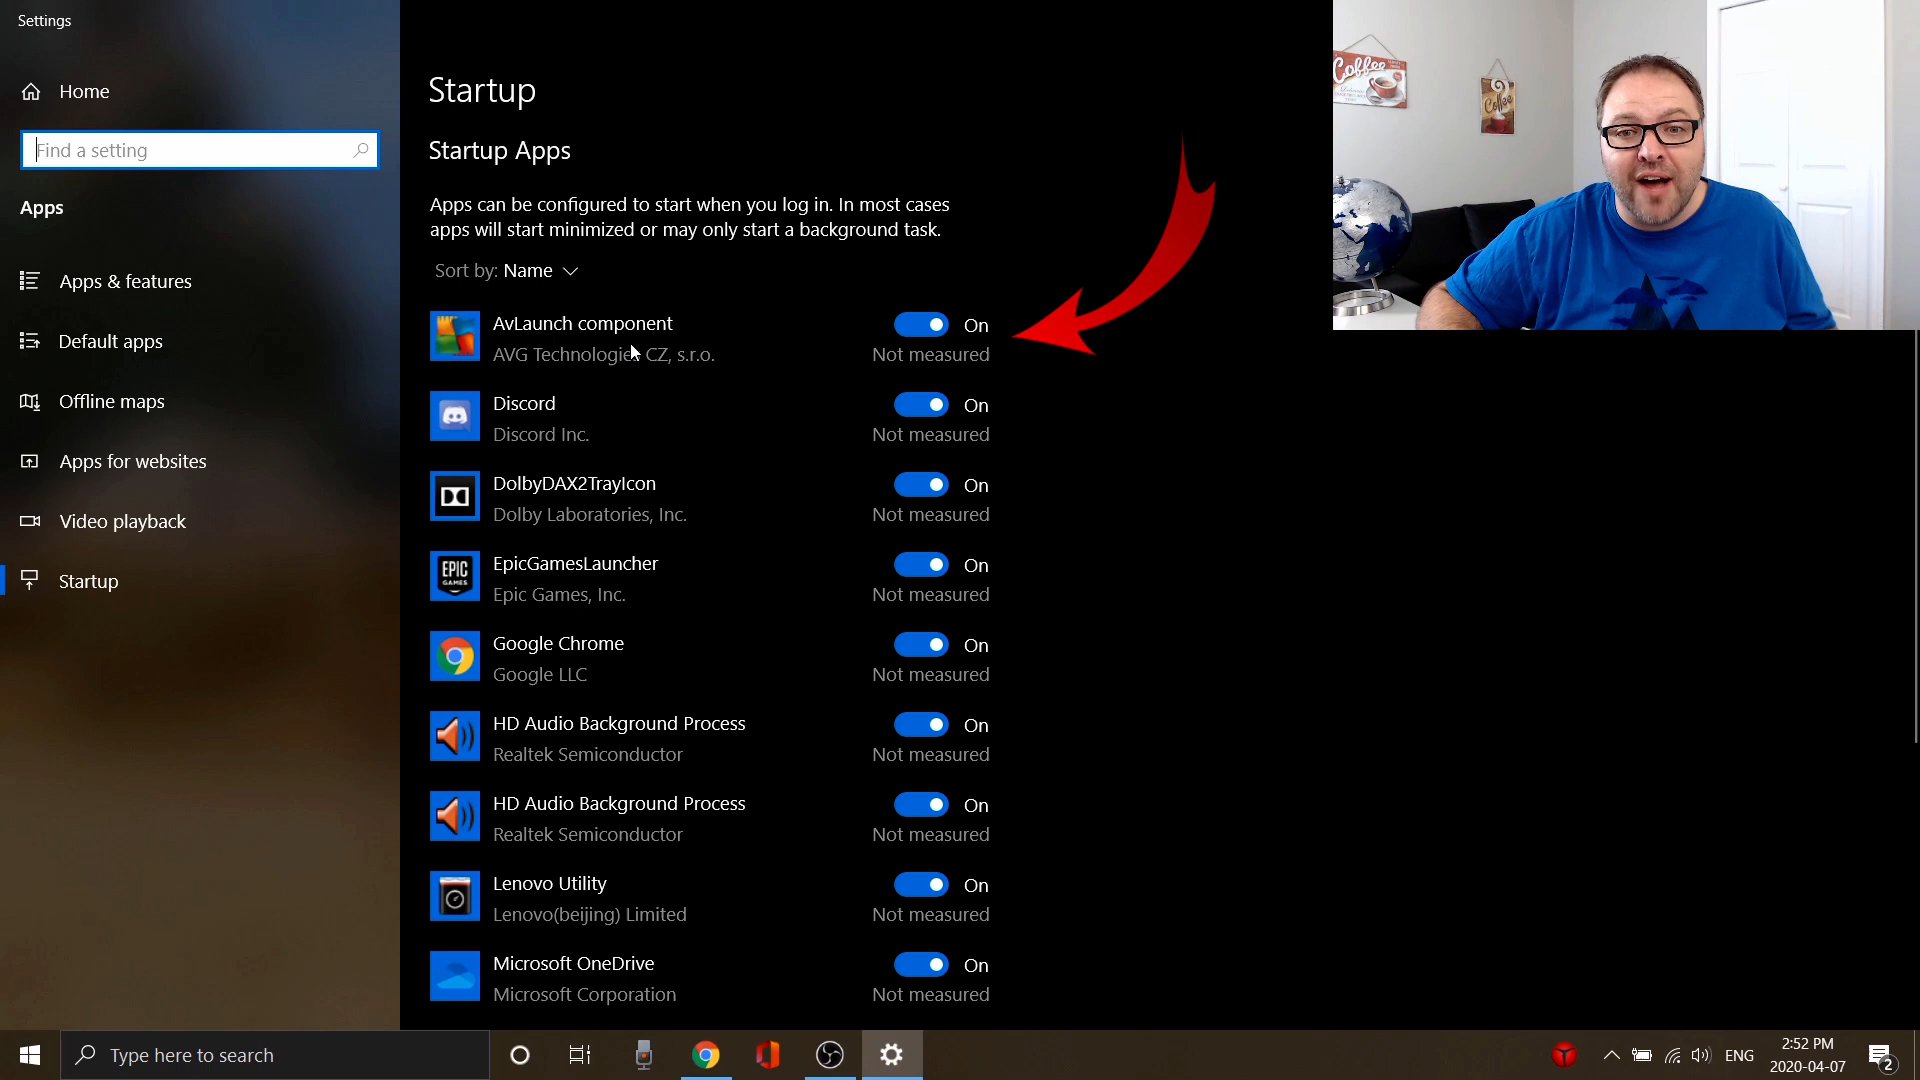 Settings
Home
Find a setting
Apps
Apps & features
Default apps
Offline maps
Apps for websites
Video playback
Startup
Startup
Startup Apps
Apps can be configured to start when you log in. In most cases
apps will start minimized or may only start a background task.
Sort by: Name
AvLaunch component
On
AVG Technologies CZ, s.r.o.
Not measured
Discord
On
Discord Inc.
Not measured
DolbyDAX2TrayIcon
On
Dolby Laboratories, Inc.
Not measured
EPIC
GAMES
EpicGamesLauncher
On
Epic Games, Inc.
Not measured
Google Chrome
On
Google LLC
Not measured
HD Audio Background Process
On
Realtek Semiconductor
Not measured
HD Audio Background Process
On
Realtek Semiconductor
Not measured
Lenovo Utility
On
Lenovo(beijing) Limited
Not measured
Microsoft OneDrive
On
Microsoft Corporation
Not measured
Coffee
Coffee
Type here to search
ENG
2:52 PM
2020-04-07
2